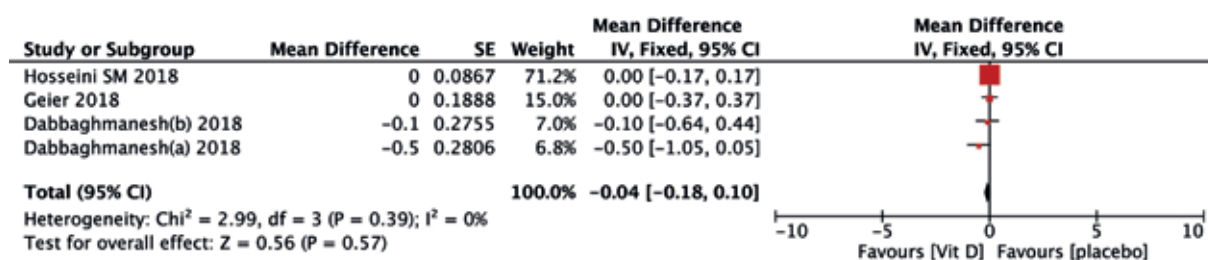 Mean Difference Mean Difference
Study or Subgroup Mean Difference SE Weight IV, Fixed, 95% CI IV, Fixed, 95% CI
Hosseini SM 2018 0 0.0867 71.2% 0.00 [−0.17, 0.17]
Geier 2018 0 0.1888 15.0% 0.00 [−0.37, 0.37]
Dabbaghmanesh(b) 2018 −0.1 0.2755 7.0% −0.10 [−0.64, 0.44]
Dabbaghmanesh(a) 2018 −0.5 0.2806 6.8% −0.50 [−1.05, 0.05]
Total (95% CI) 100.0% −0.04 [−0.18, 0.10]
Heterogeneity: Chi² = 2.99, df = 3 (P = 0.39); I² = 0%
Test for overall effect: Z = 0.56 (P = 0.57)
−10 −5 0 5 10
Favours [Vit D] Favours [placebo]